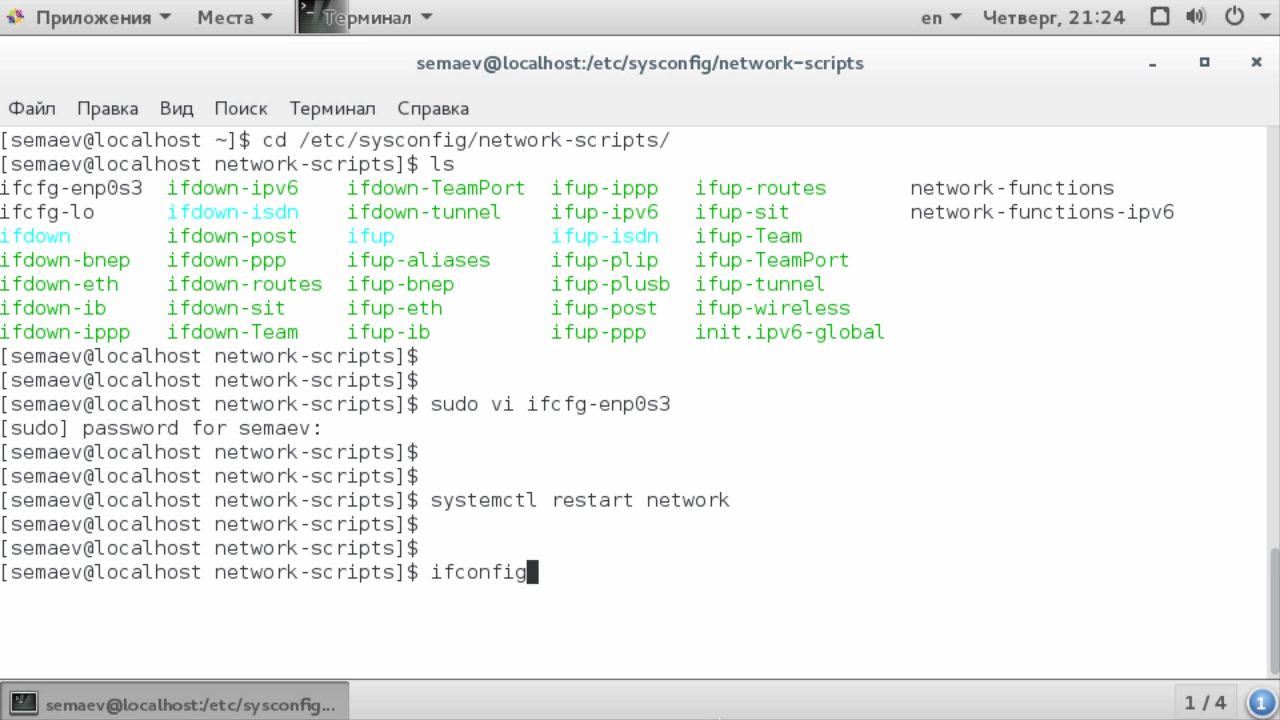 Приложения Места Терминал en Четверг, 21:24
semaev@localhost:/etc/sysconfig/network-scripts
Файл Правка Вид Поиск Терминал Справка
[semaev@localhost ~]$ cd /etc/sysconfig/network-scripts/
[semaev@localhost network-scripts]$ ls
ifcfg-enp0s3 ifdown-ipv6 ifdown-TeamPort ifup-ippp ifup-routes network-functions
ifcfg-lo ifdown-isdn ifdown-tunnel ifup-ipv6 ifup-sit network-functions-ipv6
ifdown ifdown-post ifup ifup-isdn ifup-Team
ifdown-bnep ifdown-ppp ifup-aliases ifup-plip ifup-TeamPort
ifdown-eth ifdown-routes ifup-bnep ifup-plusb ifup-tunnel
ifdown-ib ifdown-sit ifup-eth ifup-post ifup-wireless
ifdown-ippp ifdown-Team ifup-ib ifup-ppp init.ipv6-global
[semaev@localhost network-scripts]$
[semaev@localhost network-scripts]$
[semaev@localhost network-scripts]$ sudo vi ifcfg-enp0s3
[sudo] password for semaev:
[semaev@localhost network-scripts]$
[semaev@localhost network-scripts]$
[semaev@localhost network-scripts]$ systemctl restart network
[semaev@localhost network-scripts]$
[semaev@localhost network-scripts]$
[semaev@localhost network-scripts]$ ifconfig
semaev@localhost:/etc/sysconfig... 1 / 4 1